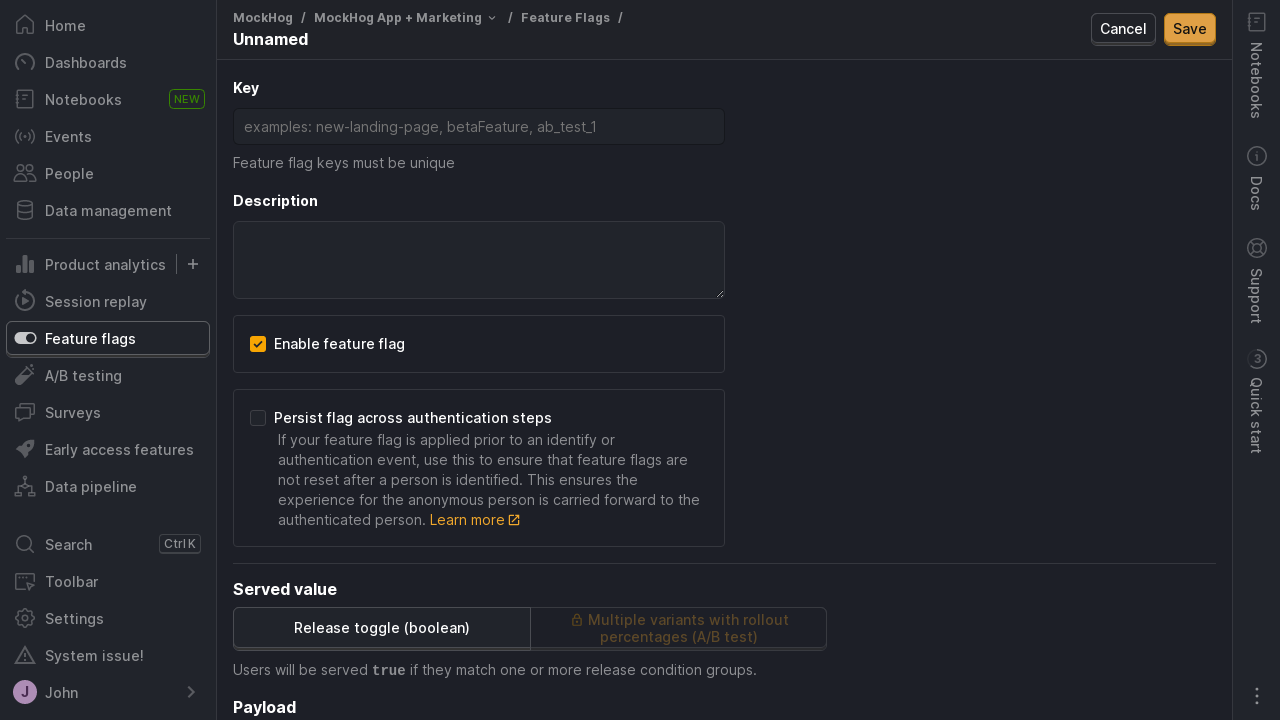 Home
Dashboards
Notebooks NEW
Events
People
Data management
Product analytics
Session replay
Feature flags
A/B testing
Surveys
Early access features
Data pipeline
Search Ctrl K
Toolbar
Settings
System issue!
J John
MockHog / MockHog App + Marketing / Feature Flags /
Unnamed
Cancel Save
Key
examples: new-landing-page, betaFeature, ab_test_1
Feature flag keys must be unique
Description
Enable feature flag
Persist flag across authentication steps
If your feature flag is applied prior to an identify or
authentication event, use this to ensure that feature flags are
not reset after a person is identified. This ensures the
experience for the anonymous person is carried forward to the
authenticated person. Learn more
Served value
Release toggle (boolean)
Multiple variants with rollout
percentages (A/B test)
Users will be served true if they match one or more release condition groups.
Payload
Notebooks
Docs
Support
3 Quick start